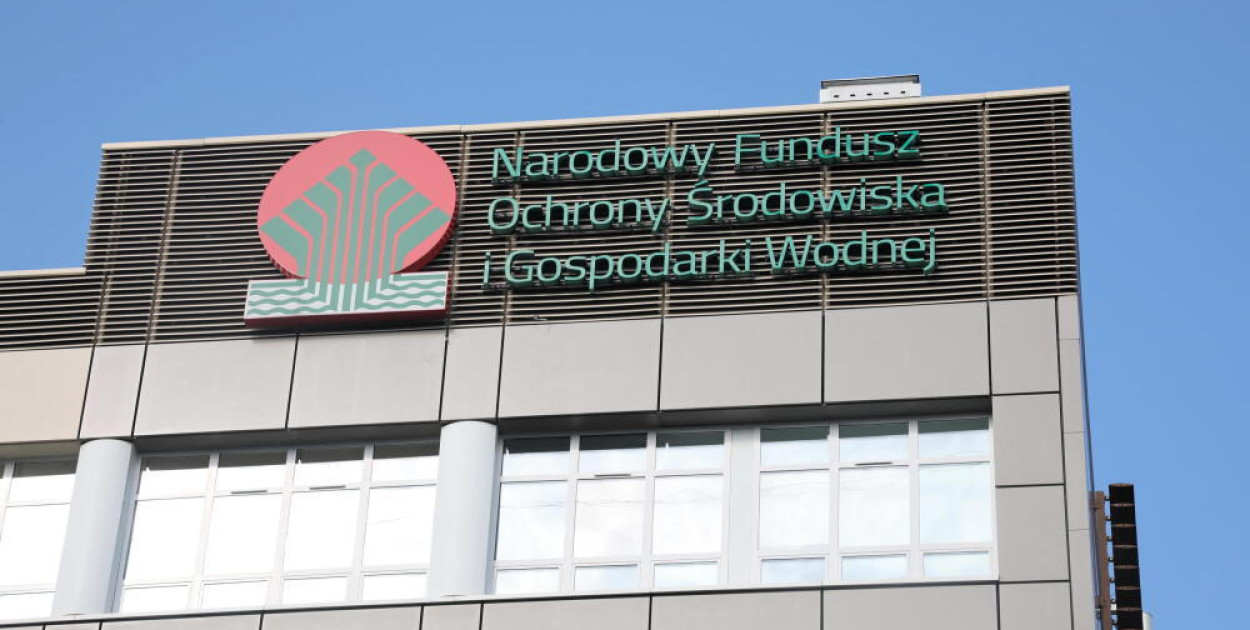 Narodowy Fundusz
Ochrony Środowiska
i Gospodarki Wodnej